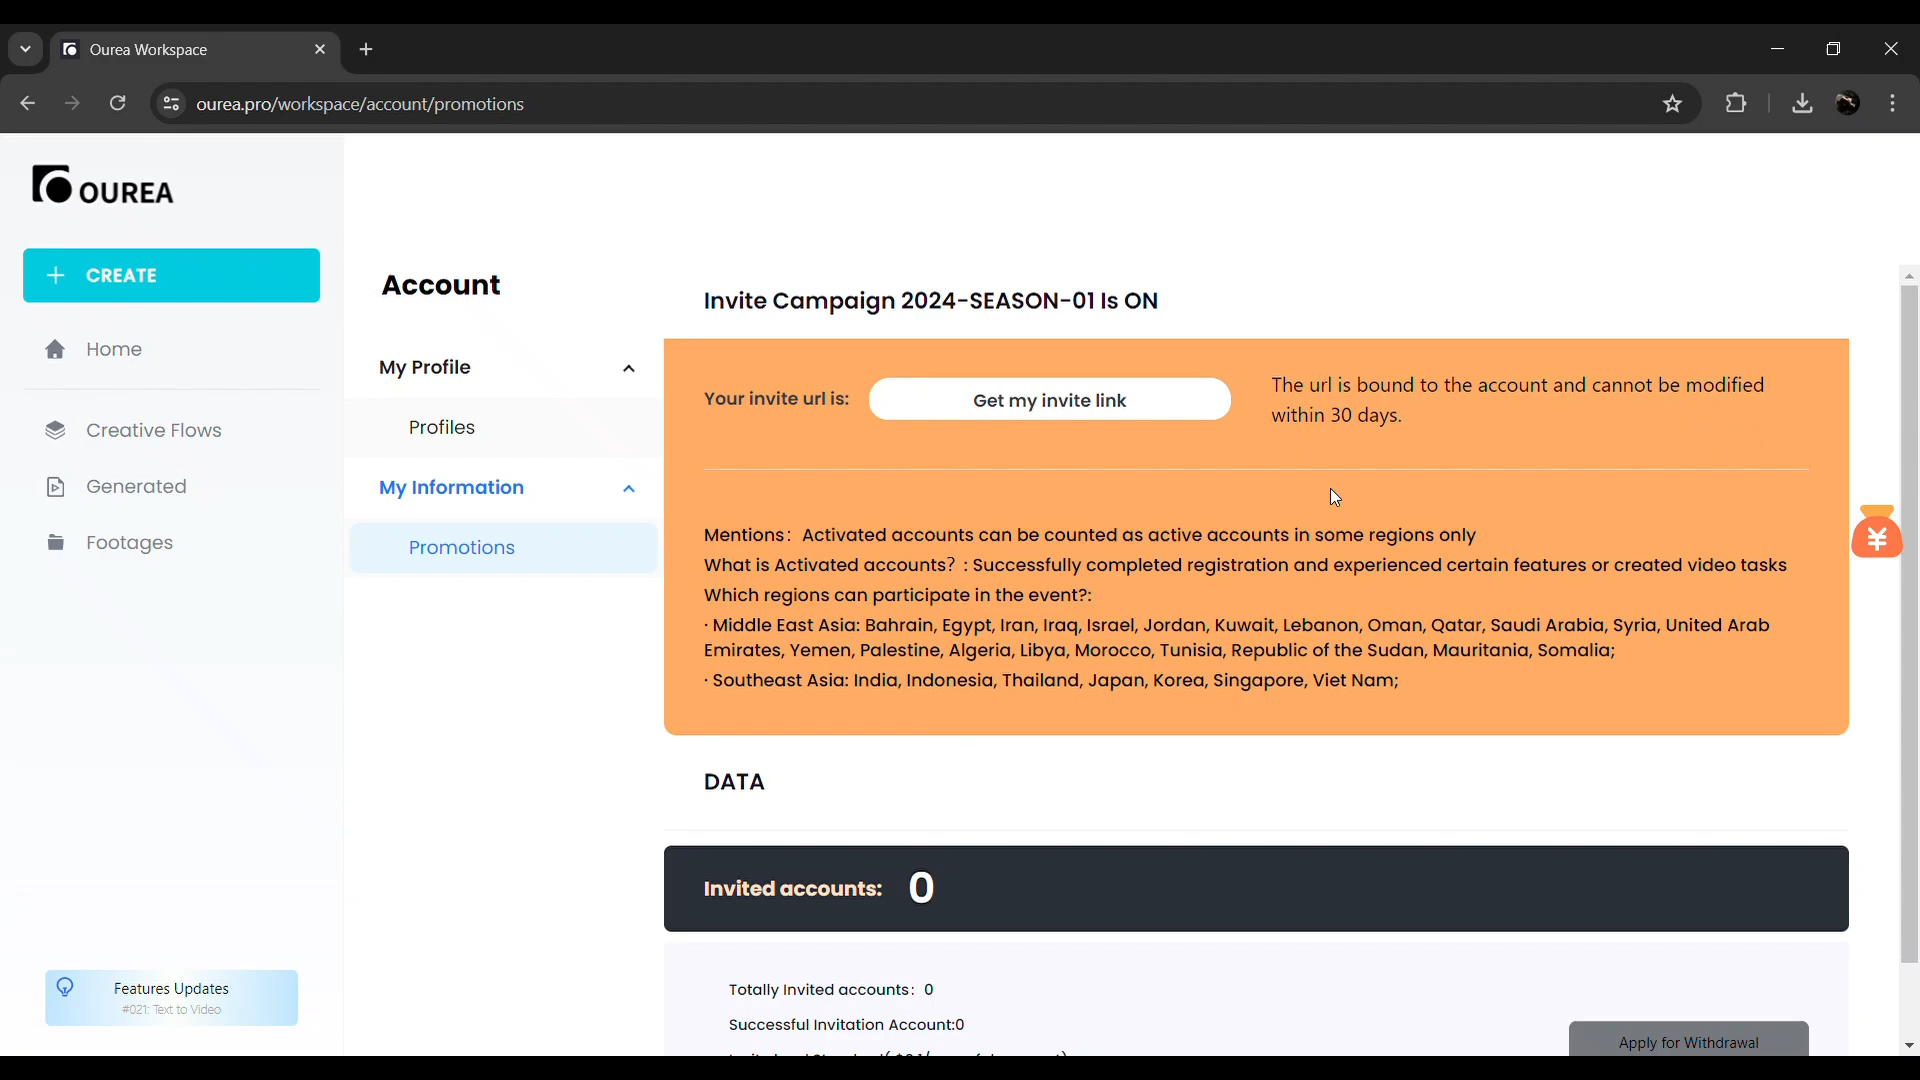 Ourea Workspace
ourea.pro/workspace/account/promotions
OUREA
CREATE
Home
Creative Flows
Generated
Footages
Features Updates
#021: Text to Video
Account
My Profile
Profiles
My Information
Promotions
Invite Campaign 2024-SEASON-01 Is ON
Your invite url is:
Get my invite link
The url is bound to the account and cannot be modified
within 30 days.
Mentions： Activated accounts can be counted as active accounts in some regions only
What is Activated accounts？: Successfully completed registration and experienced certain features or created video tasks
Which regions can participate in the event?:
· Middle East Asia: Bahrain, Egypt, Iran, Iraq, Israel, Jordan, Kuwait, Lebanon, Oman, Qatar, Saudi Arabia, Syria, United Arab
Emirates, Yemen, Palestine, Algeria, Libya, Morocco, Tunisia, Republic of the Sudan, Mauritania, Somalia;
· Southeast Asia: India, Indonesia, Thailand, Japan, Korea, Singapore, Viet Nam;
¥
DATA
Invited accounts: 0
Totally Invited accounts： 0
Successful Invitation Account:0
Apply for Withdrawal